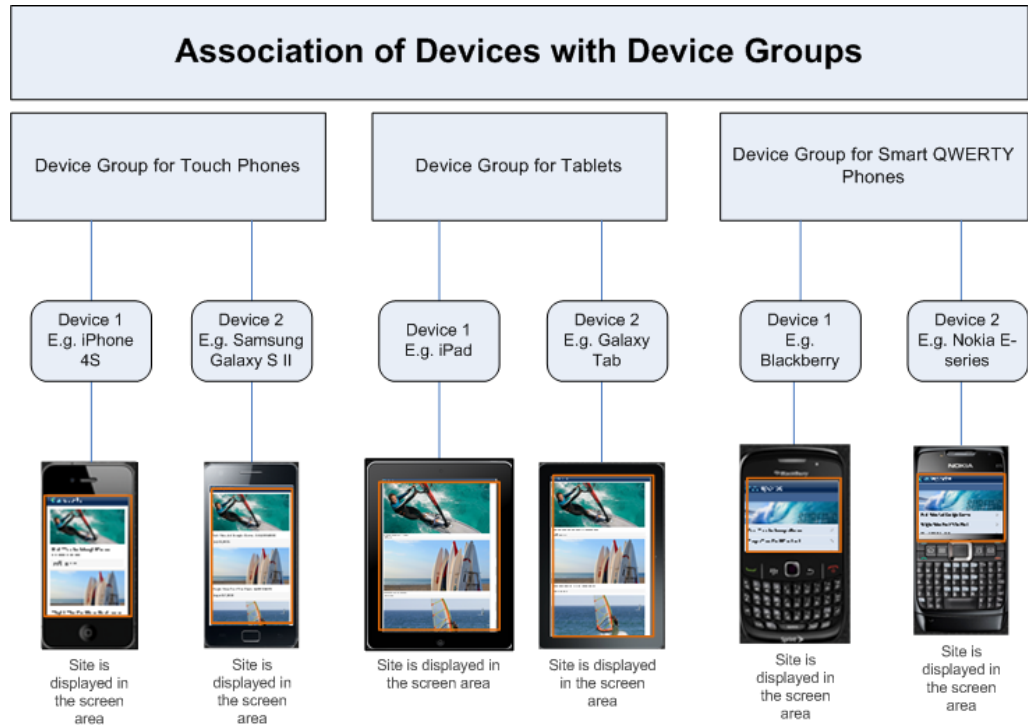 Association of Devices with Device Groups
Device Group for Touch Phones
Device Group for Tablets
Device Group for Smart QWERTY
Phones
Device 1
E.g. iPhone
4S
Device 2
E.g. Samsung
Galaxy S II
Device 1
E.g. iPad
Device 2
E.g. Galaxy
Tab
Device 1
E.g.
Blackberry
Device 2
E.g. Nokia E-
series
BlackBerry
NOKIA
Sprint
Site is
displayed in
the screen
area
Site is
displayed in
the screen
area
Site is displayed in
the screen area
Site is displayed
in the screen
area
Site is
displayed in
the screen
area
Site is
displayed in
the screen
area